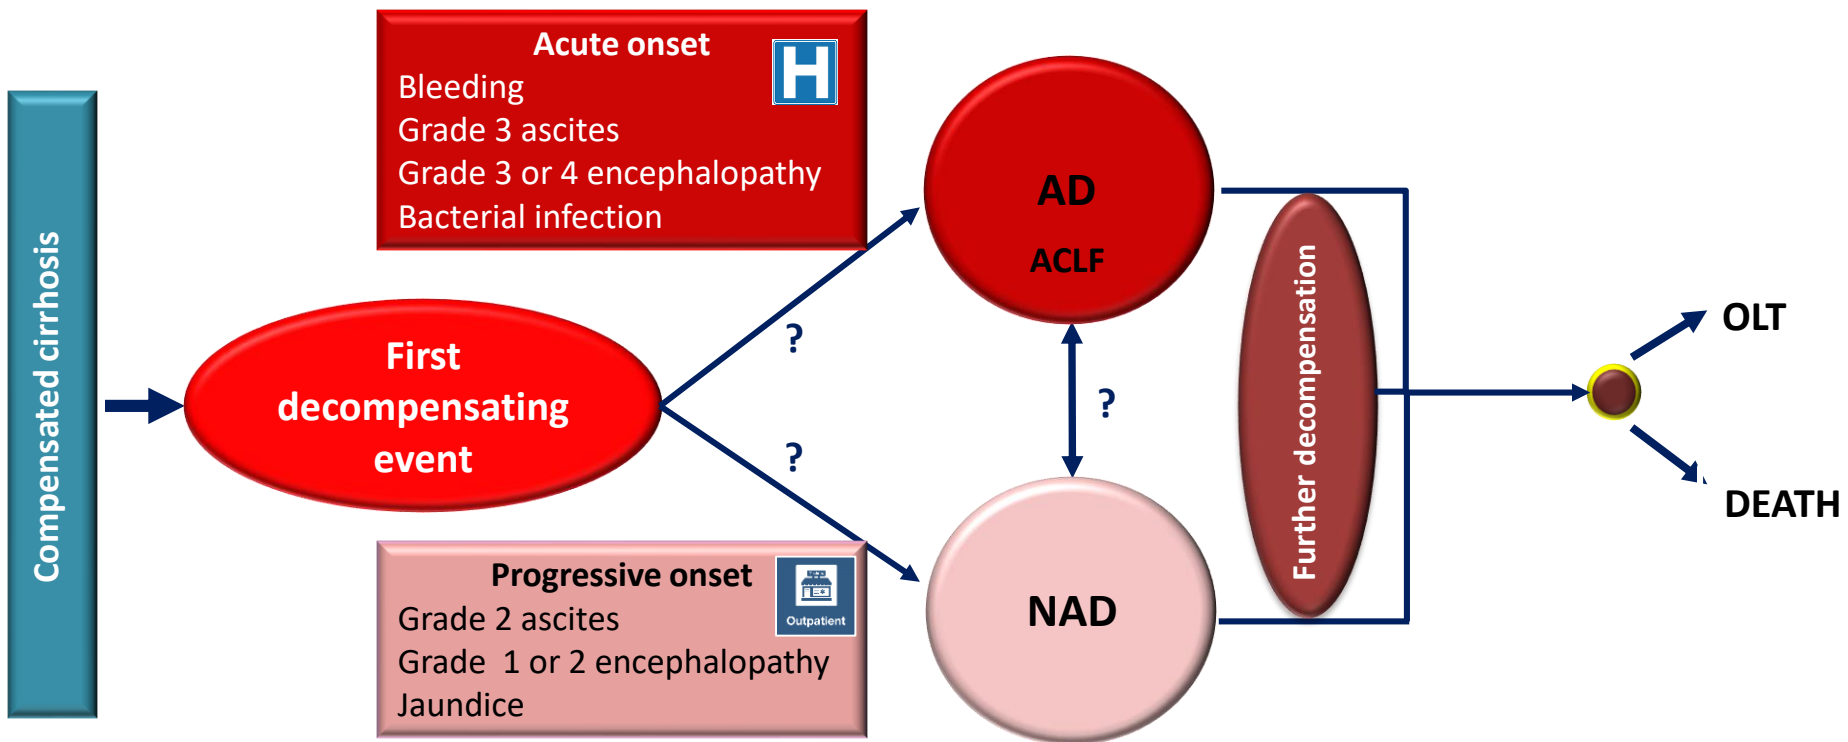 Compensated cirrhosis
First
decompensating
event
Acute onset
H
Bleeding
Grade 3 ascites
Grade 3 or 4 encephalopathy
Bacterial infection
?
?
Progressive onset
Outpatient
Grade 2 ascites
Grade 1 or 2 encephalopathy
Jaundice
AD
ACLF
?
NAD
Further decompensation
OLT
DEATH